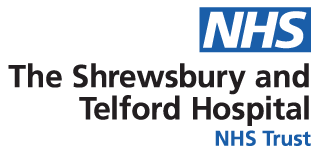 NHS
The Shrewsbury and
Telford Hospital
NHS Trust